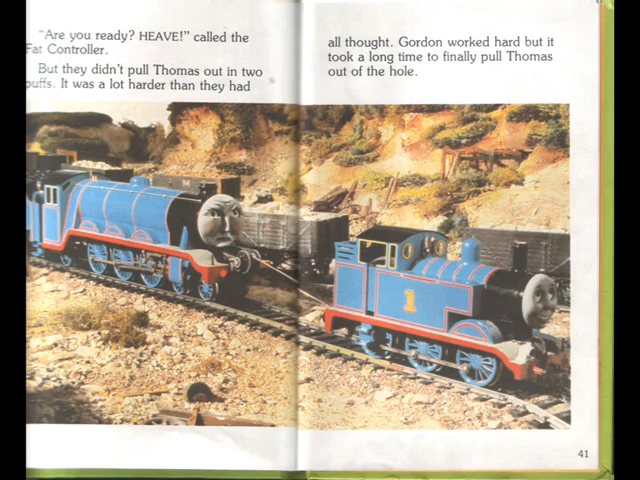 "Are you ready? HEAVE!" called the
Fat Controller.
But they didn't pull Thomas out in two
puffs. It was a lot harder than they had
all thought. Gordon worked hard but it
took a long time to finally pull Thomas
out of the hole.
M
1
41